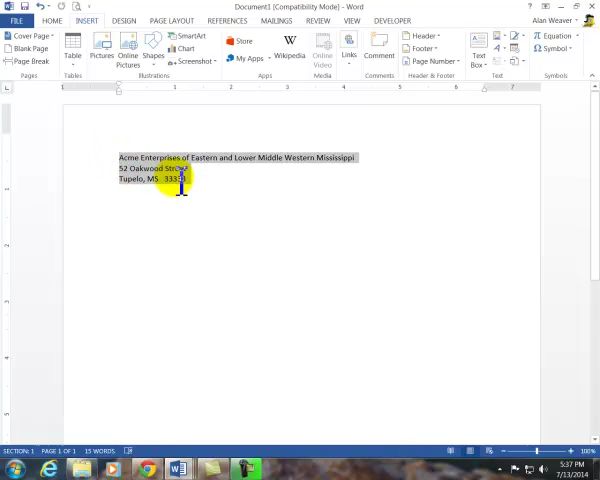 Document1 [Compatibility Mode] - Word
FILE HOME INSERT DESIGN PAGE LAYOUT REFERENCES MAILINGS REVIEW VIEW DEVELOPER Alan Weaver
Cover Page
Blank Page
Page Break
Pages
Table
Tables
Pictures
Online Pictures
Shapes
SmartArt
Chart
Screenshot
Illustrations
Store
My Apps
Wikipedia
Apps
Online Video
Media
Links
Comment
Comments
Header
Footer
Page Number
Header & Footer
Text Box
Text
Equation
Symbol
Symbols
Acme Enterprises of Eastern and Lower Middle Western Mississippi
52 Oakwood
Tupelo, MS
SECTION: 1 PAGE 1 OF 1 15 WORDS 100%
5:37 PM
7/13/2014